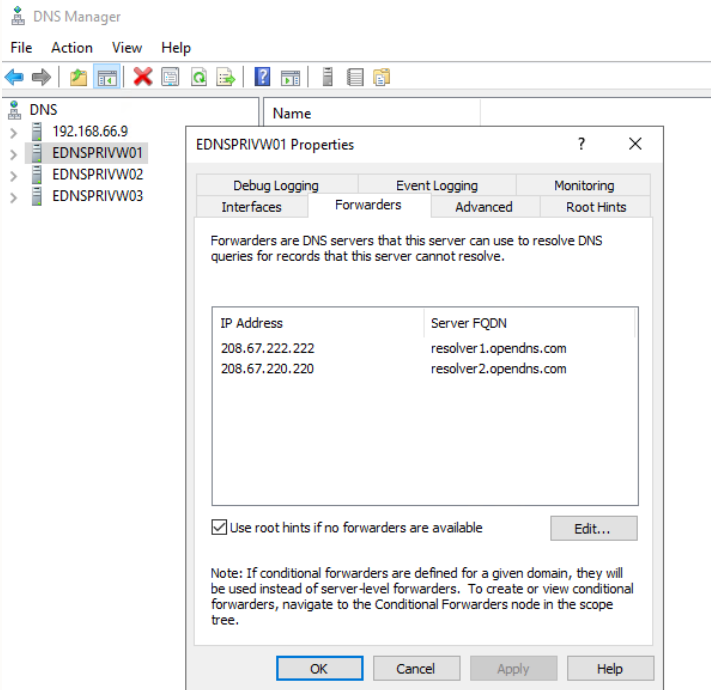 DNS Manager
File Action View Help
DNS
192.168.66.9
EDNSPRIVW01
EDNSPRIVW02
EDNSPRIVW03
Name
EDNSPRIVW01 Properties
Debug Logging Event Logging Monitoring
Interfaces Forwarders Advanced Root Hints
Forwarders are DNS servers that this server can use to resolve DNS
queries for records that this server cannot resolve.
IP Address Server FQDN
208.67.222.222 resolver1.opendns.com
208.67.220.220 resolver2.opendns.com
Use root hints if no forwarders are available Edit...
Note: If conditional forwarders are defined for a given domain, they will
be used instead of server-level forwarders. To create or view conditional
forwarders, navigate to the Conditional Forwarders node in the scope
tree.
OK Cancel Apply Help